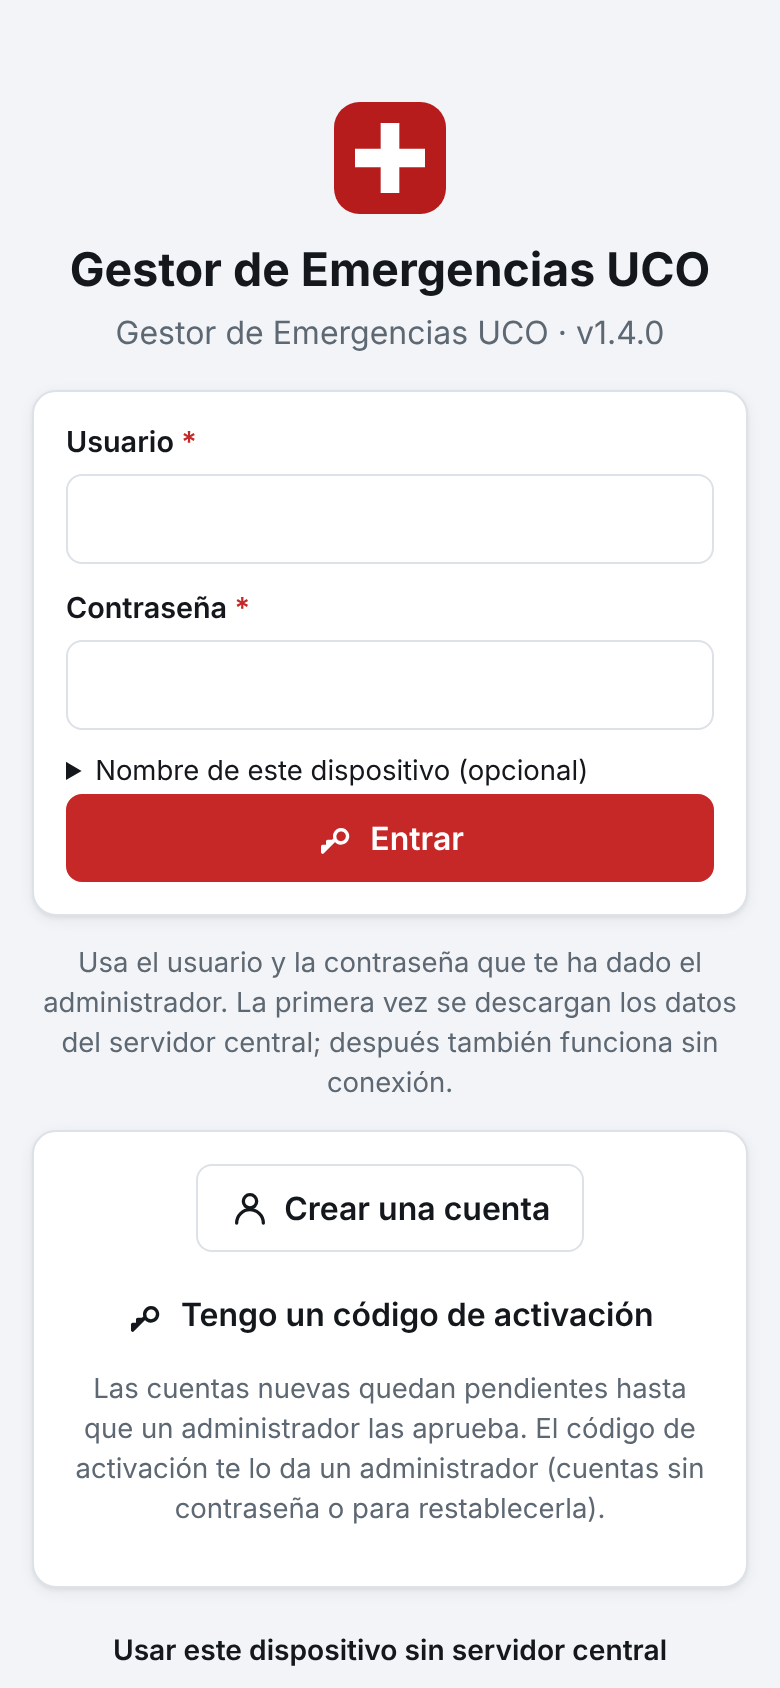 Gestor de Emergencias UCO
Gestor de Emergencias UCO · v1.4.0
Usuario *
Contraseña *
Nombre de este dispositivo (opcional)
Entrar
Usa el usuario y la contraseña que te ha dado el
administrador. La primera vez se descargan los datos
del servidor central; después también funciona sin
conexión.
Crear una cuenta
Tengo un código de activación
Las cuentas nuevas quedan pendientes hasta
que un administrador las aprueba. El código de
activación te lo da un administrador (cuentas sin
contraseña o para restablecerla).
Usar este dispositivo sin servidor central